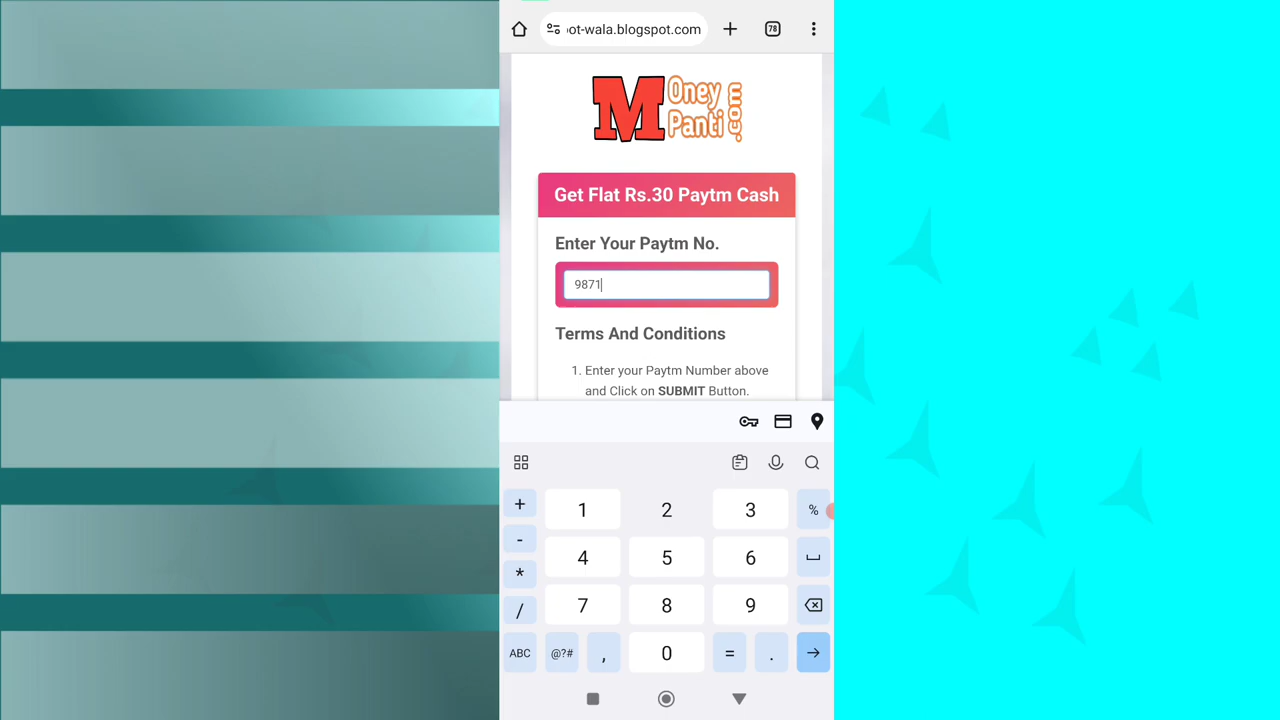 ot-wala.blogspot.com
78
Money
Panti.com
Get Flat Rs.30 Paytm Cash
Enter Your Paytm No.
9871
Terms And Conditions
1. Enter your Paytm Number above
and Click on SUBMIT Button.
+ 1 2 3 %
- 4 5 6
*
/ 7 8 9
ABC @?# , 0 = .